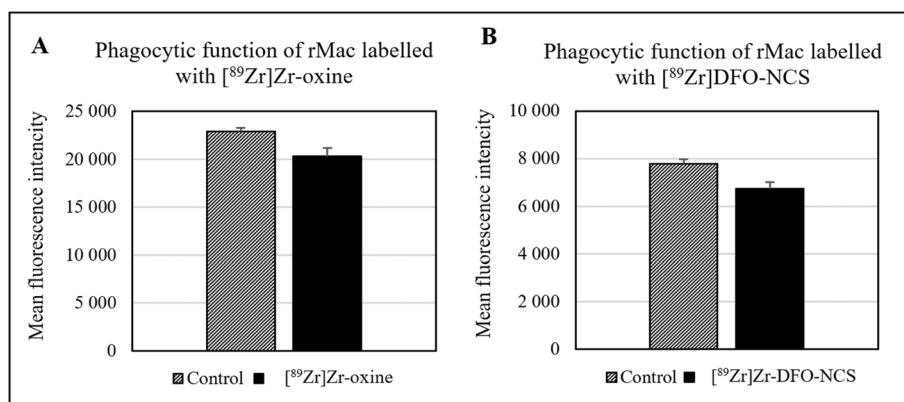 A
Phagocytic function of rMac labelled
with [⁸⁹Zr]Zr-oxine
Mean fluorescence intencity
25 000
20 000
15 000
10 000
5 000
0
Control
[⁸⁹Zr]Zr-oxine
B
Phagocytic function of rMac labelled
with [⁸⁹Zr]DFO-NCS
Mean fluorescence intencity
10 000
8 000
6 000
4 000
2 000
0
Control
[⁸⁹Zr]Zr-DFO-NCS